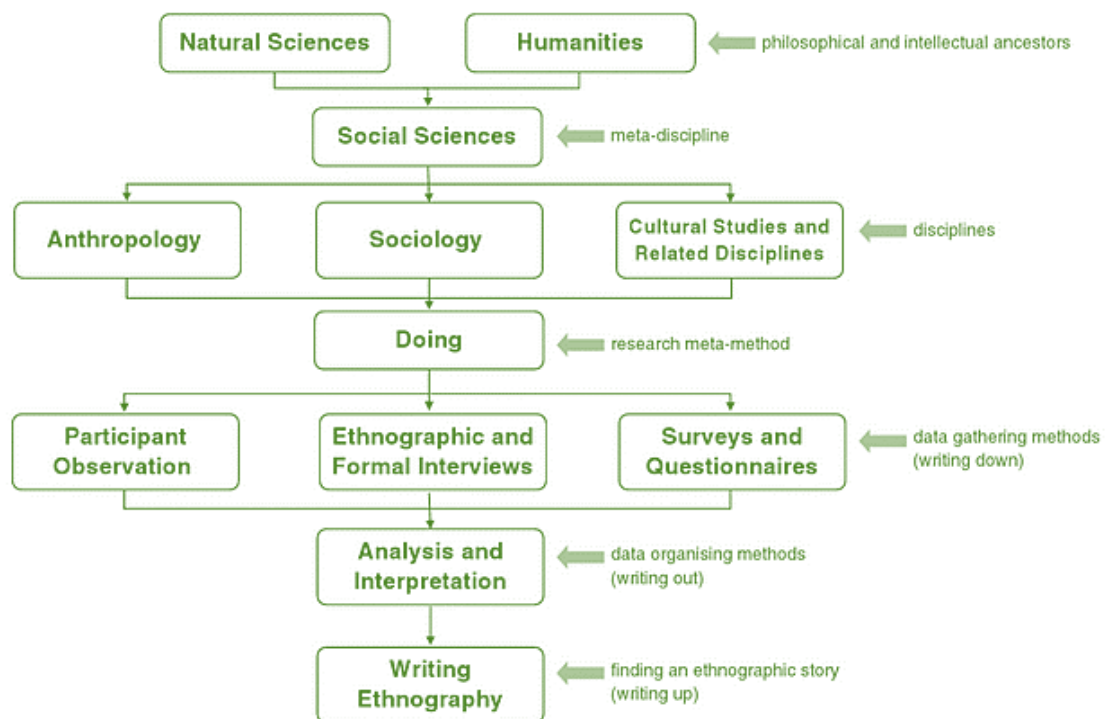 Natural Sciences
Humanities
philosophical and intellectual ancestors
Social Sciences
meta-discipline
Anthropology
Sociology
Cultural Studies and
Related Disciplines
disciplines
Doing
research meta-method
Participant
Observation
Ethnographic and
Formal Interviews
Surveys and
Questionnaires
data gathering methods
(writing down)
Analysis and
Interpretation
data organising methods
(writing out)
Writing
Ethnography
finding an ethnographic story
(writing up)